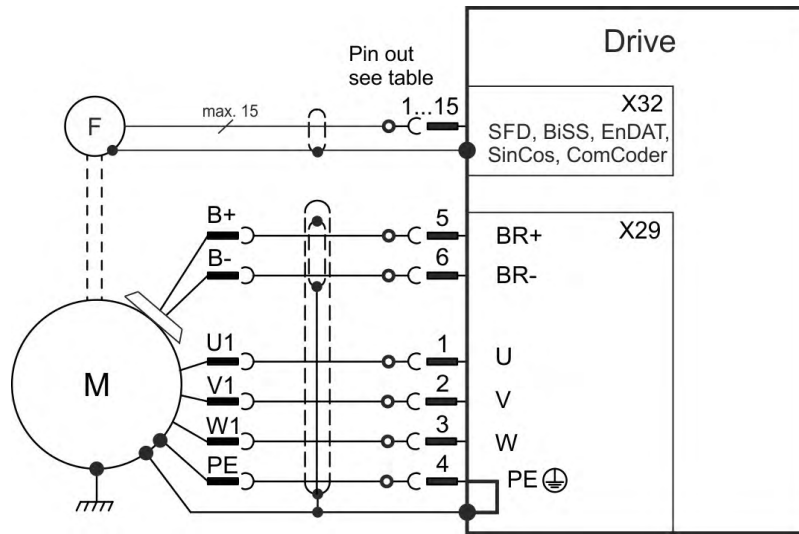 Drive
Pin out
see table
F
max. 15
1...15
X32
SFD, BiSS, EnDAT,
SinCos, ComCoder
B+
5
BR+
X29
B-
6
BR-
U1
1
U
M
V1
2
V
W1
3
W
PE
4
PE